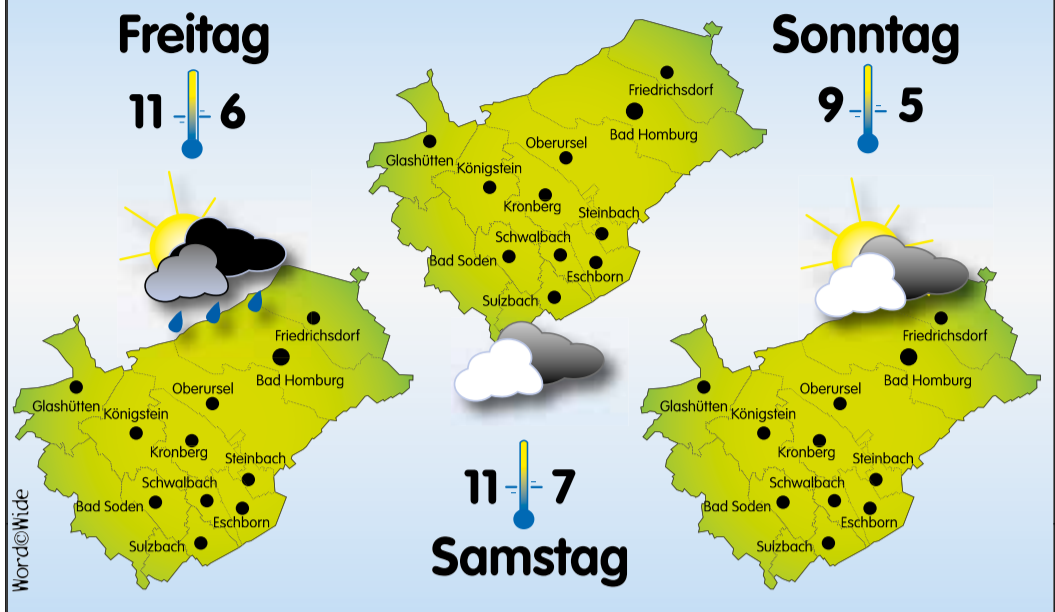 Freitag
11 6
Friedrichsdorf
Bad Homburg
Oberursel
Glashütten
Königstein
Kronberg
Steinbach
Schwalbach
Bad Soden
Eschborn
Sulzbach
Friedrichsdorf
Bad Homburg
Oberursel
Glashütten
Königstein
Kronberg
Steinbach
Schwalbach
Bad Soden
Eschborn
Sulzbach
11 7
Samstag
Sonntag
9 5
Friedrichsdorf
Bad Homburg
Oberursel
Glashütten
Königstein
Kronberg
Steinbach
Schwalbach
Bad Soden
Eschborn
Sulzbach
Word©Wide